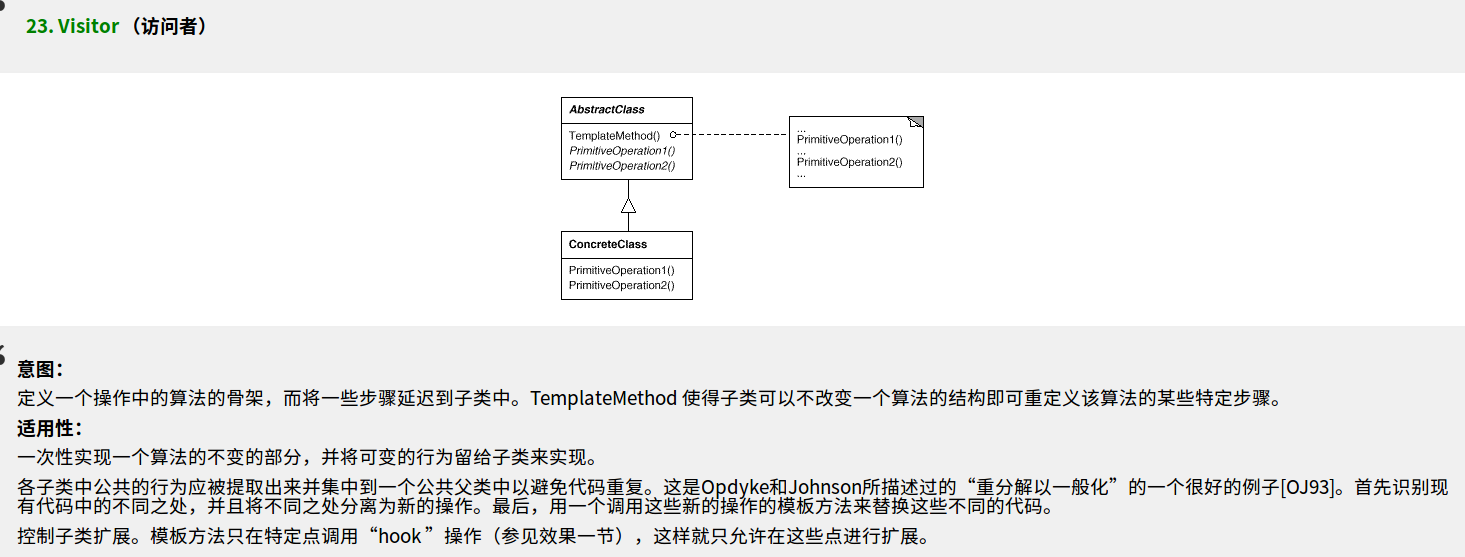 23. Visitor（访问者）
AbstractClass
TemplateMethod()
PrimitiveOperation1()
PrimitiveOperation2()
...
PrimitiveOperation1()
...
PrimitiveOperation2()
...
ConcreteClass
PrimitiveOperation1()
PrimitiveOperation2()
意图：
定义一个操作中的算法的骨架，而将一些步骤延迟到子类中。TemplateMethod 使得子类可以不改变一个算法的结构即可重定义该算法的某些特定步骤。
适用性：
一次性实现一个算法的不变的部分，并将可变的行为留给子类来实现。
各子类中公共的行为应被提取出来并集中到一个公共父类中以避免代码重复。这是Opdyke和Johnson所描述过的“重分解以一般化”的一个很好的例子[OJ93]。首先识别现
有代码中的不同之处，并且将不同之处分离为新的操作。最后，用一个调用这些新的操作的模板方法来替换这些不同的代码。
控制子类扩展。模板方法只在特定点调用“hook ”操作（参见效果一节），这样就只允许在这些点进行扩展。